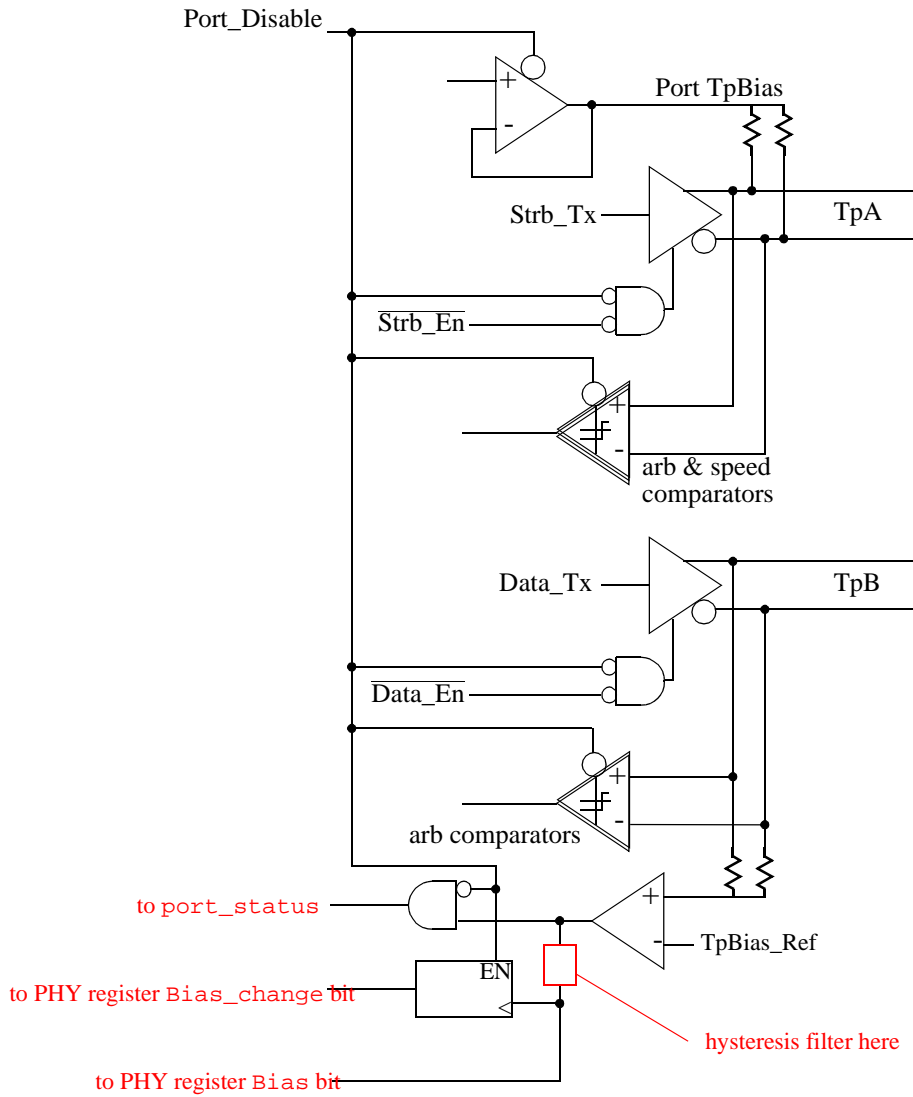 Port_Disable
+
-
Port TpBias
Strb_Tx
TpA
Strb_En
+
-
arb & speed
comparators
Data_Tx
TpB
Data_En
+
-
arb comparators
to port_status
+
-
TpBias_Ref
EN
to PHY register Bias_change bit
hysteresis filter here
to PHY register Bias bit